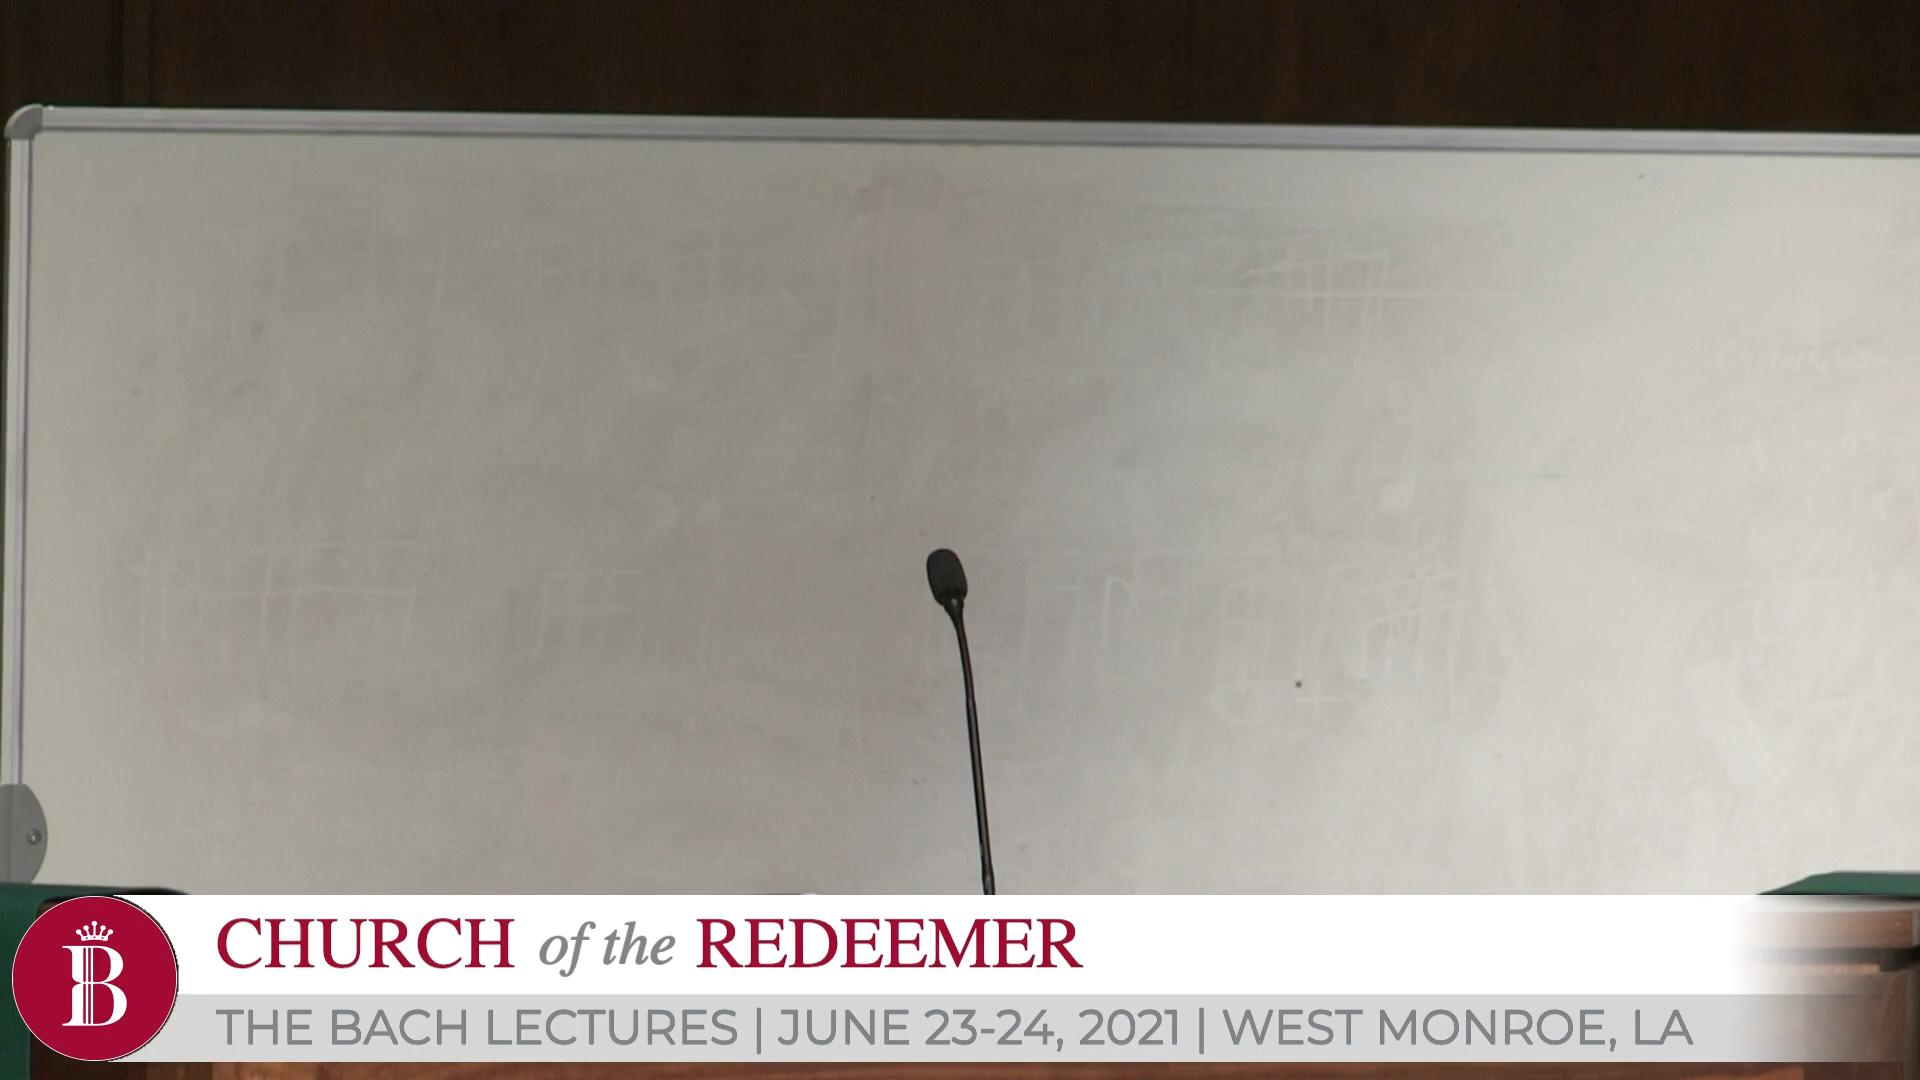 CHURCH of the REDEEMER
THE BACH LECTURES | JUNE 23-24, 2021 | WEST MONROE, LA
B